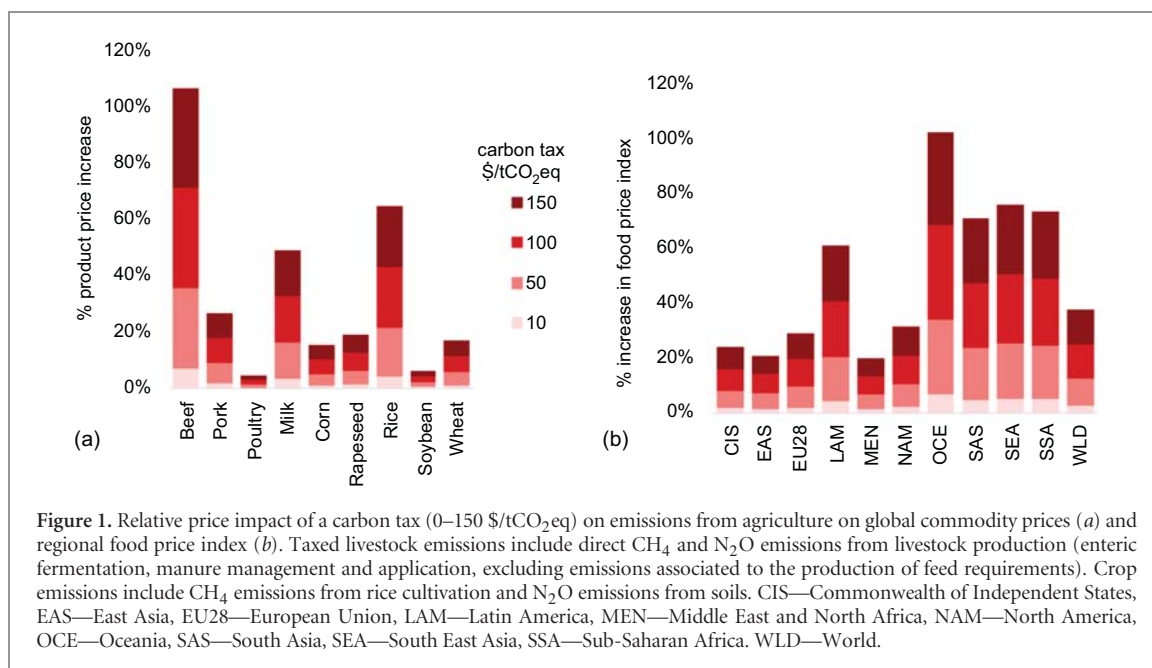 120%
100%
80%
60%
40%
20%
0%
% product price increase
Beef
Pork
Poultry
Milk
Corn
Rapeseed
Rice
Soybean
Wheat
(a)
carbon tax
$/tCO2eq
150
100
50
10
120%
100%
80%
60%
40%
20%
0%
% increase in food price index
CIS
EAS
EU28
LAM
MEN
NAM
OCE
SAS
SEA
SSA
WLD
(b)
Figure 1. Relative price impact of a carbon tax (0–150 $/tCO2eq) on emissions from agriculture on global commodity prices (a) and
regional food price index (b). Taxed livestock emissions include direct CH4 and N2O emissions from livestock production (enteric
fermentation, manure management and application, excluding emissions associated to the production of feed requirements). Crop
emissions include CH4 emissions from rice cultivation and N2O emissions from soils. CIS—Commonwealth of Independent States,
EAS—East Asia, EU28—European Union, LAM—Latin America, MEN—Middle East and North Africa, NAM—North America,
OCE—Oceania, SAS—South Asia, SEA—South East Asia, SSA—Sub-Saharan Africa. WLD—World.